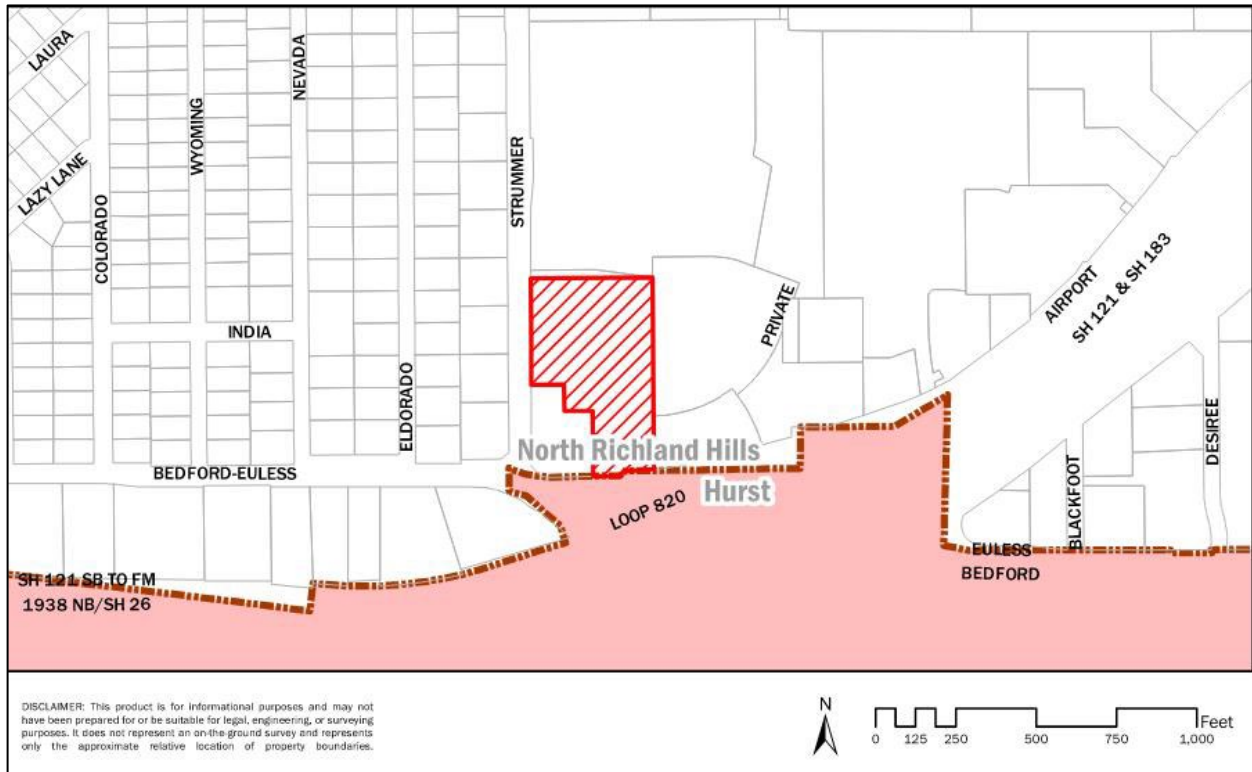 LAURA
LAZY LANE
COLORADO
WYOMING
NEVADA
INDIA
ELDORADO
STRUMMER
BEDFORD-EULESS
PRIVATE
AIRPORT
SH 121 & SH 183
North Richland Hills
Hurst
LOOP 820
DESIREE
BLACKFOOT
EULESS
BEDFORD
SH 121 SB TO FM
1938 NB/SH 26
DISCLAIMER: This product is for informational purposes and may not
have been prepared for or be suitable for legal, engineering, or surveying
purposes. It does not represent an on-the-ground survey and represents
only the approximate relative location of property boundaries.
N
Feet
0 125 250 500 750 1,000